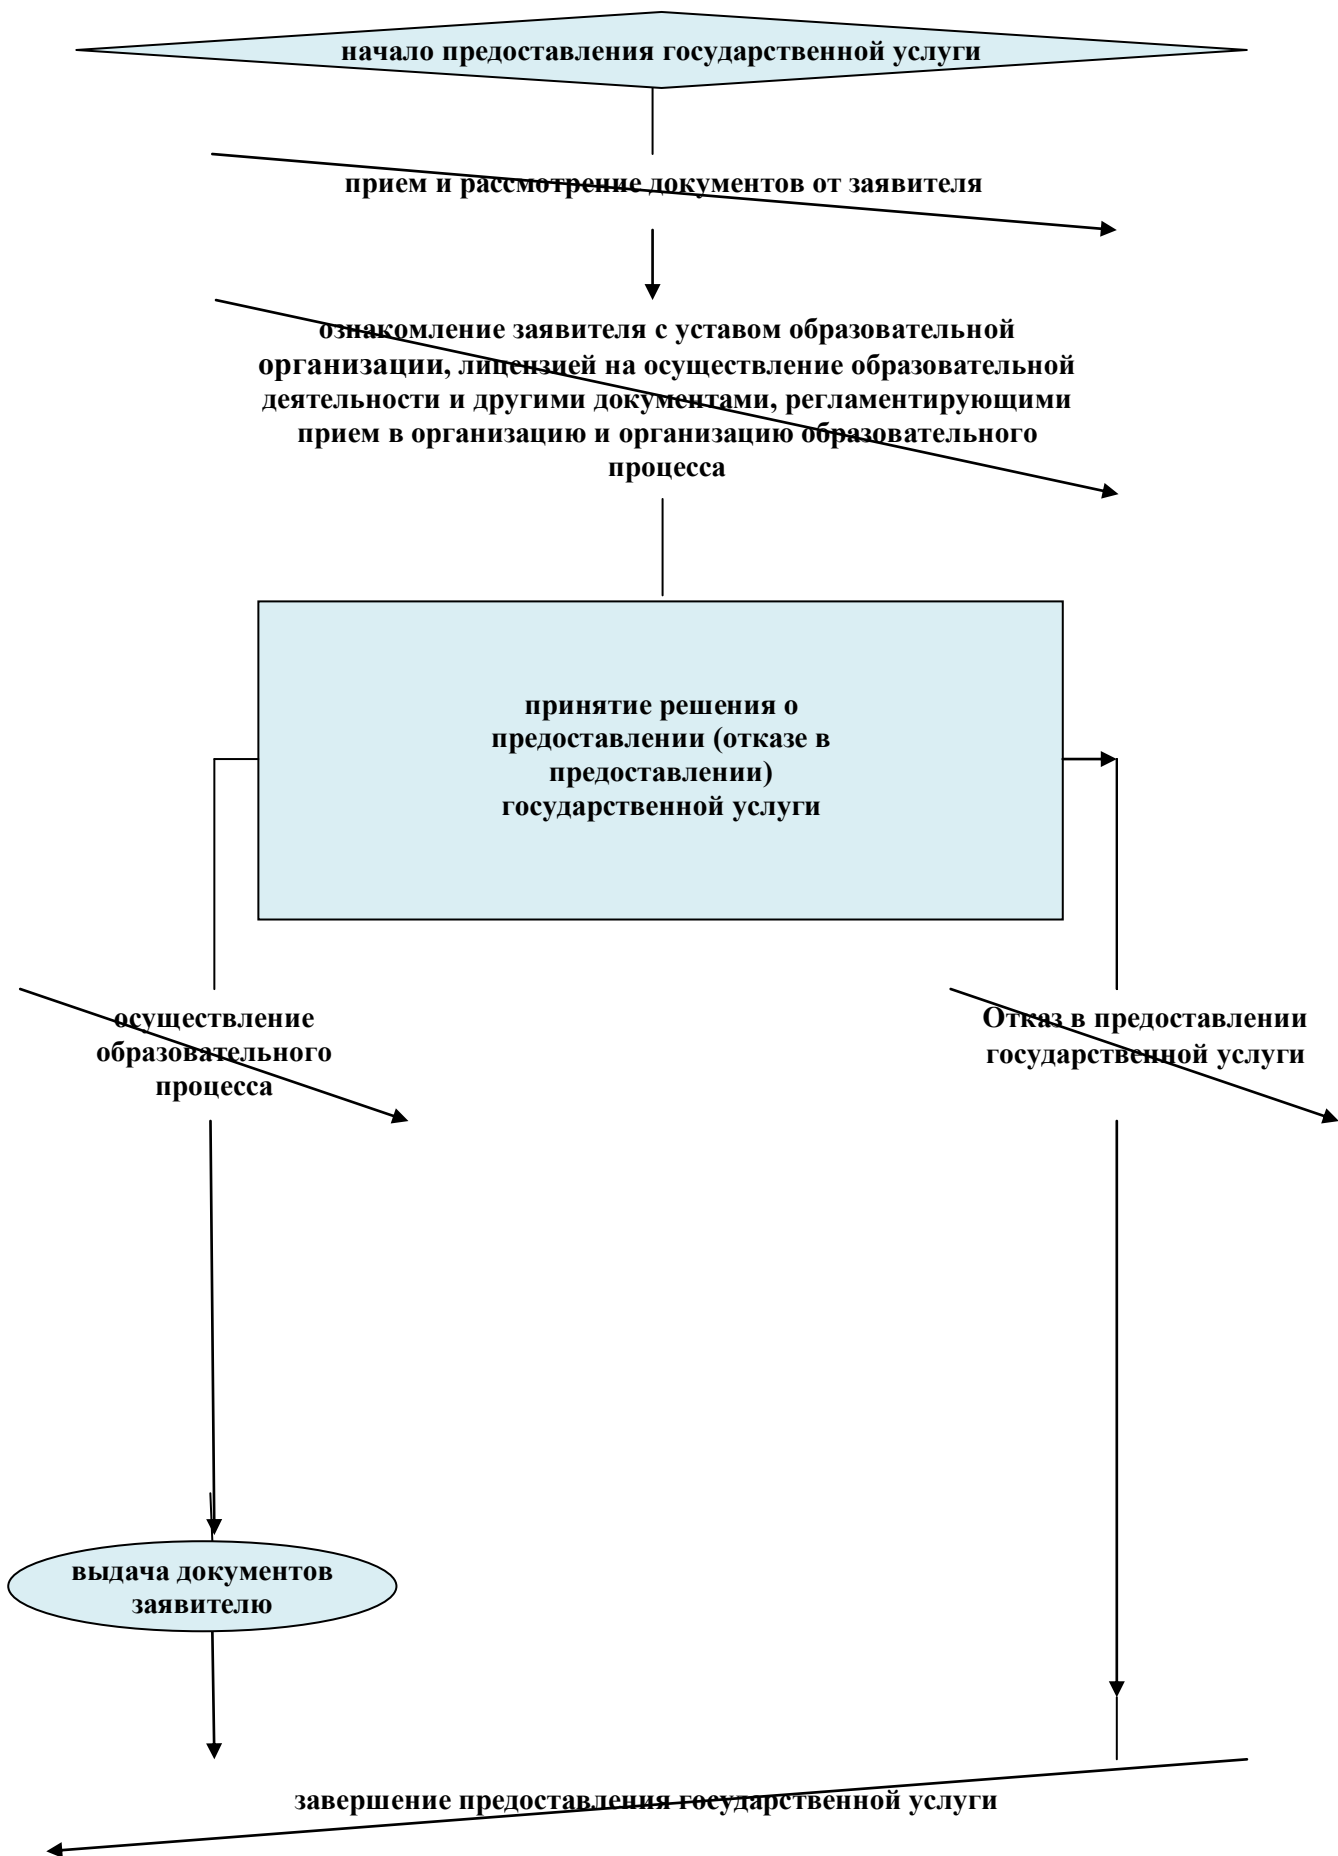 начало предоставления государственной услуги
прием и рассмотрение документов от заявителя
ознакомление заявителя с уставом образовательной
организации, лицензией на осуществление образовательной
деятельности и другими документами, регламентирующими
прием в организацию и организацию образовательного
процесса
принятие решения о
предоставлении (отказе в
предоставлении)
государственной услуги
осуществление
образовательного
процесса
Отказ в предоставлении
государственной услуги
выдача документов
заявителю
завершение предоставления государственной услуги